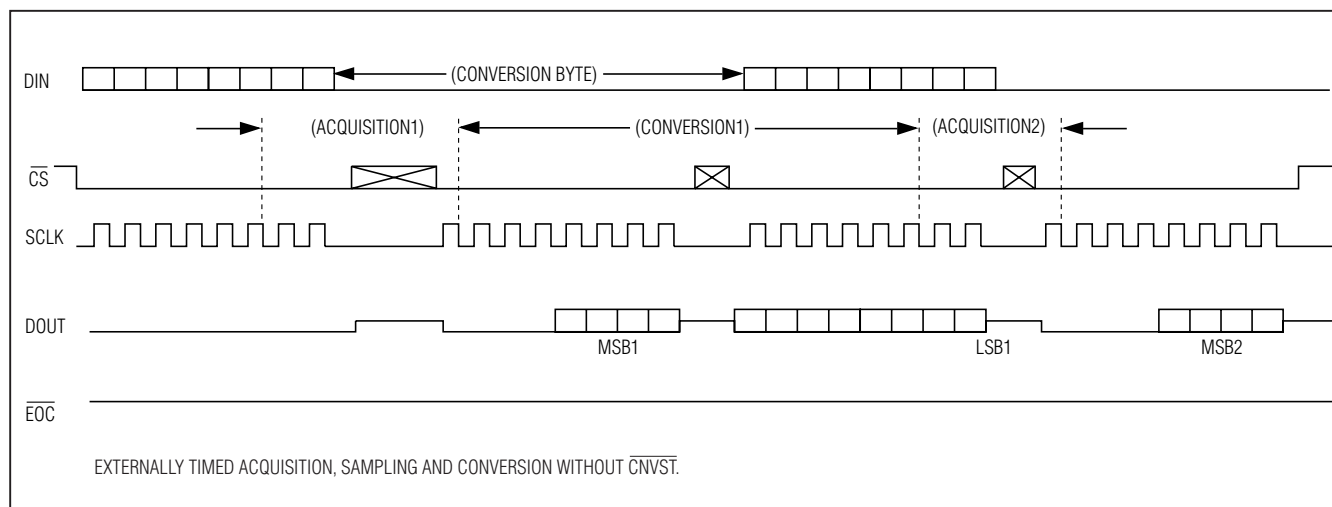 DIN
(CONVERSION BYTE)
(ACQUISITION1)
(CONVERSION1)
(ACQUISITION2)
CS
SCLK
DOUT
MSB1
LSB1
MSB2
EOC
EXTERNALLY TIMED ACQUISITION, SAMPLING AND CONVERSION WITHOUT CNVST.